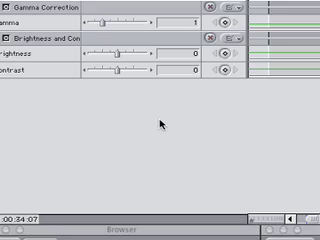 Gamma Correction
amma 1
Brightness and Con
rightness 0
ontrast 0
:00:34:07
Browser